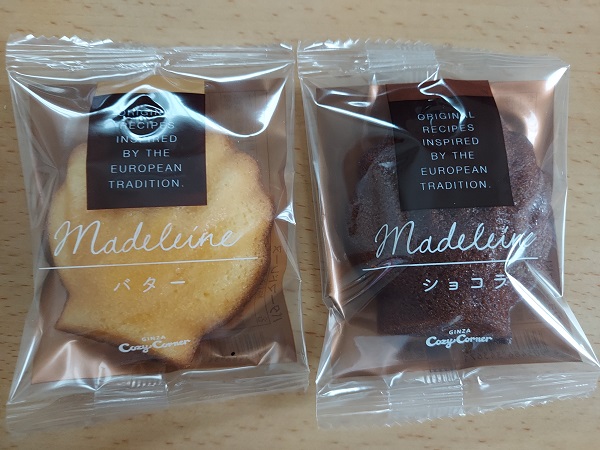 ORIGINAL
RECIPES
INSPIRED
BY THE
EUROPEAN
TRADITION.
Madeleine
バター
GINZA
Cozy Corner
ORIGINAL
RECIPES
INSPIRED
BY THE
EUROPEAN
TRADITION.
Madeleine
ショコラ
GINZA
Cozy Corner